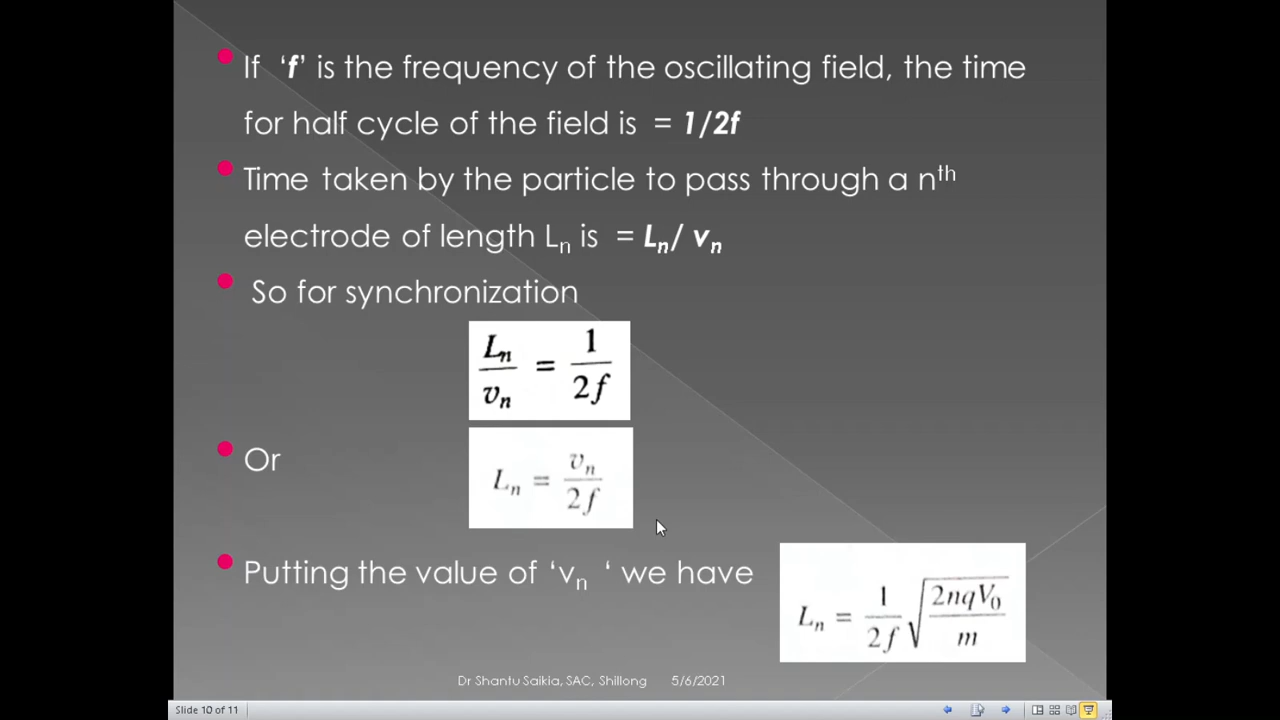 If ‘f’ is the frequency of the oscillating field, the time
for half cycle of the field is = 1/2f
Time taken by the particle to pass through a nth
electrode of length Ln is = Ln/ vn
So for synchronization
Ln/vn = 1/2f
Or
Ln = vn/2f
Putting the value of ‘vn ‘ we have
Ln = 1/2f √(2nqV0/m)
Dr Shantu Saikia, SAC, Shillong 5/6/2021
Slide 10 of 11